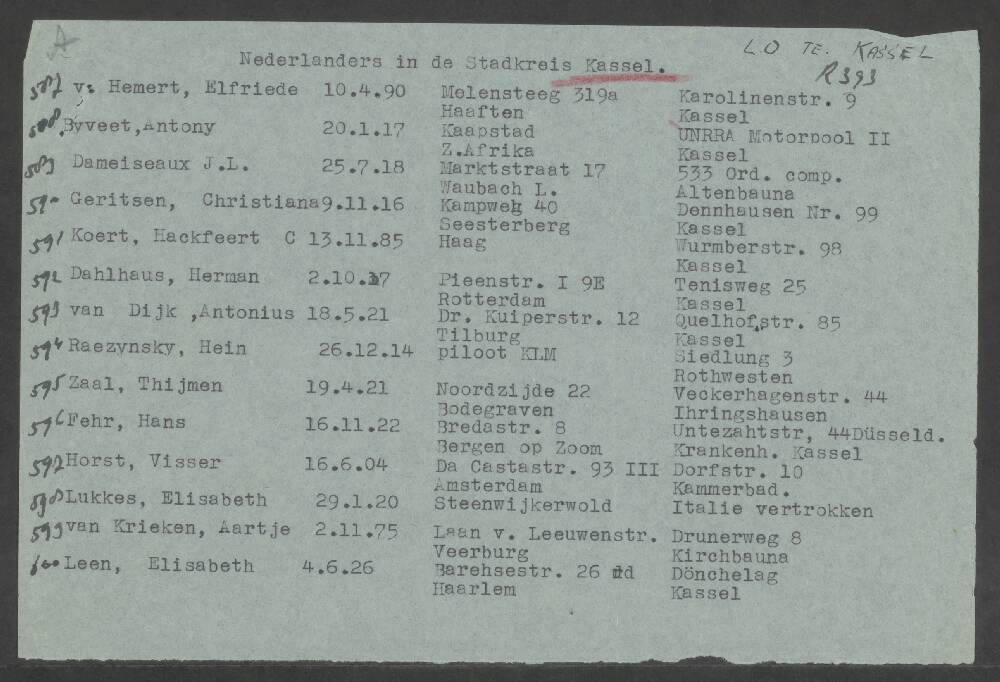 A
L.O TE. KASSEL
R393
Nederlanders in de Stadkreis Kassel.
587 v. Hemert, Elfriede 10.4.90 Molensteeg 319a Karolinenstr. 9
Haaften Kassel
588 Byveet,Antony 20.1.17 Kaapstad UNRRA Motorpool II
Z.Afrika Kassel
589 Dameiseaux J.L. 25.7.18 Marktstraat 17 533 Ord. comp.
Waubach L. Altenbauna
590 Geritsen, Christiana 9.11.16 Kampweg 40 Dennhausen Nr. 99
Seesterberg Kassel
591 Koert, Hackfeert C 13.11.85 Haag Wurmberstr. 98
Kassel
592 Dahlhaus, Herman 2.10.17 Pieenstr. I 9E Tenisweg 25
Rotterdam Kassel
593 van Dijk ,Antonius 18.5.21 Dr. Kuiperstr. 12 Quelhofstr. 85
Tilburg Kassel
594 Raezynsky, Hein 26.12.14 piloot KLM Siedlung 3
Rothwesten
595 Zaal, Thijmen 19.4.21 Noordzijde 22 Veckerhagenstr. 44
Bodegraven Ihringshausen
596 Fehr, Hans 16.11.22 Bredastr. 8 Untezahtstr, 44Düsseld.
Bergen op Zoom Krankenh. Kassel
597 Horst, Visser 16.6.04 Da Castastr. 93 III Dorfstr. 10
Amsterdam Kammerbad.
598 Lukkes, Elisabeth 29.1.20 Steenwijkerwold Italie vertrokken
599 van Krieken, Aartje 2.11.75 Laan v. Leeuwenstr. Drunerweg 8
Veerburg Kirchbauna
600 Leen, Elisabeth 4.6.26 Barehsestr. 26 d Dönchelag
Haarlem Kassel